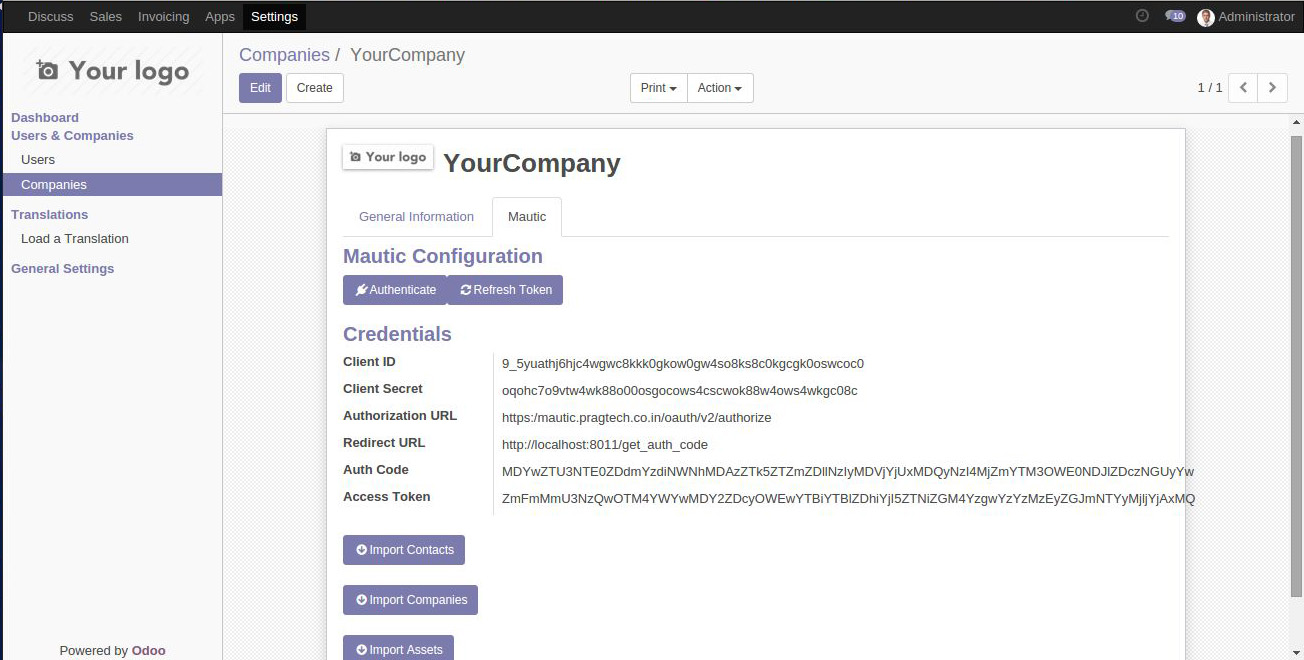 Discuss Sales Invoicing Apps Settings 10 Administrator
Your logo
Companies / YourCompany
Edit Create Print Action 1 / 1
Dashboard
Users & Companies
Users
Companies
Translations
Load a Translation
General Settings
Powered by Odoo
Your logo YourCompany
General Information Mautic
Mautic Configuration
Authenticate Refresh Token
Credentials
Client ID 9_5yuathj6hjc4wgwc8kkk0gkow0gw4so8ks8c0kgcgk0oswcoc0
Client Secret oqohc7o9vtw4wk88o00osgocows4cscwok88w4ows4wkgc08c
Authorization URL https:/mautic.pragtech.co.in/oauth/v2/authorize
Redirect URL http://localhost:8011/get_auth_code
Auth Code
Access Token
Import Contacts
Import Companies
Import Assets